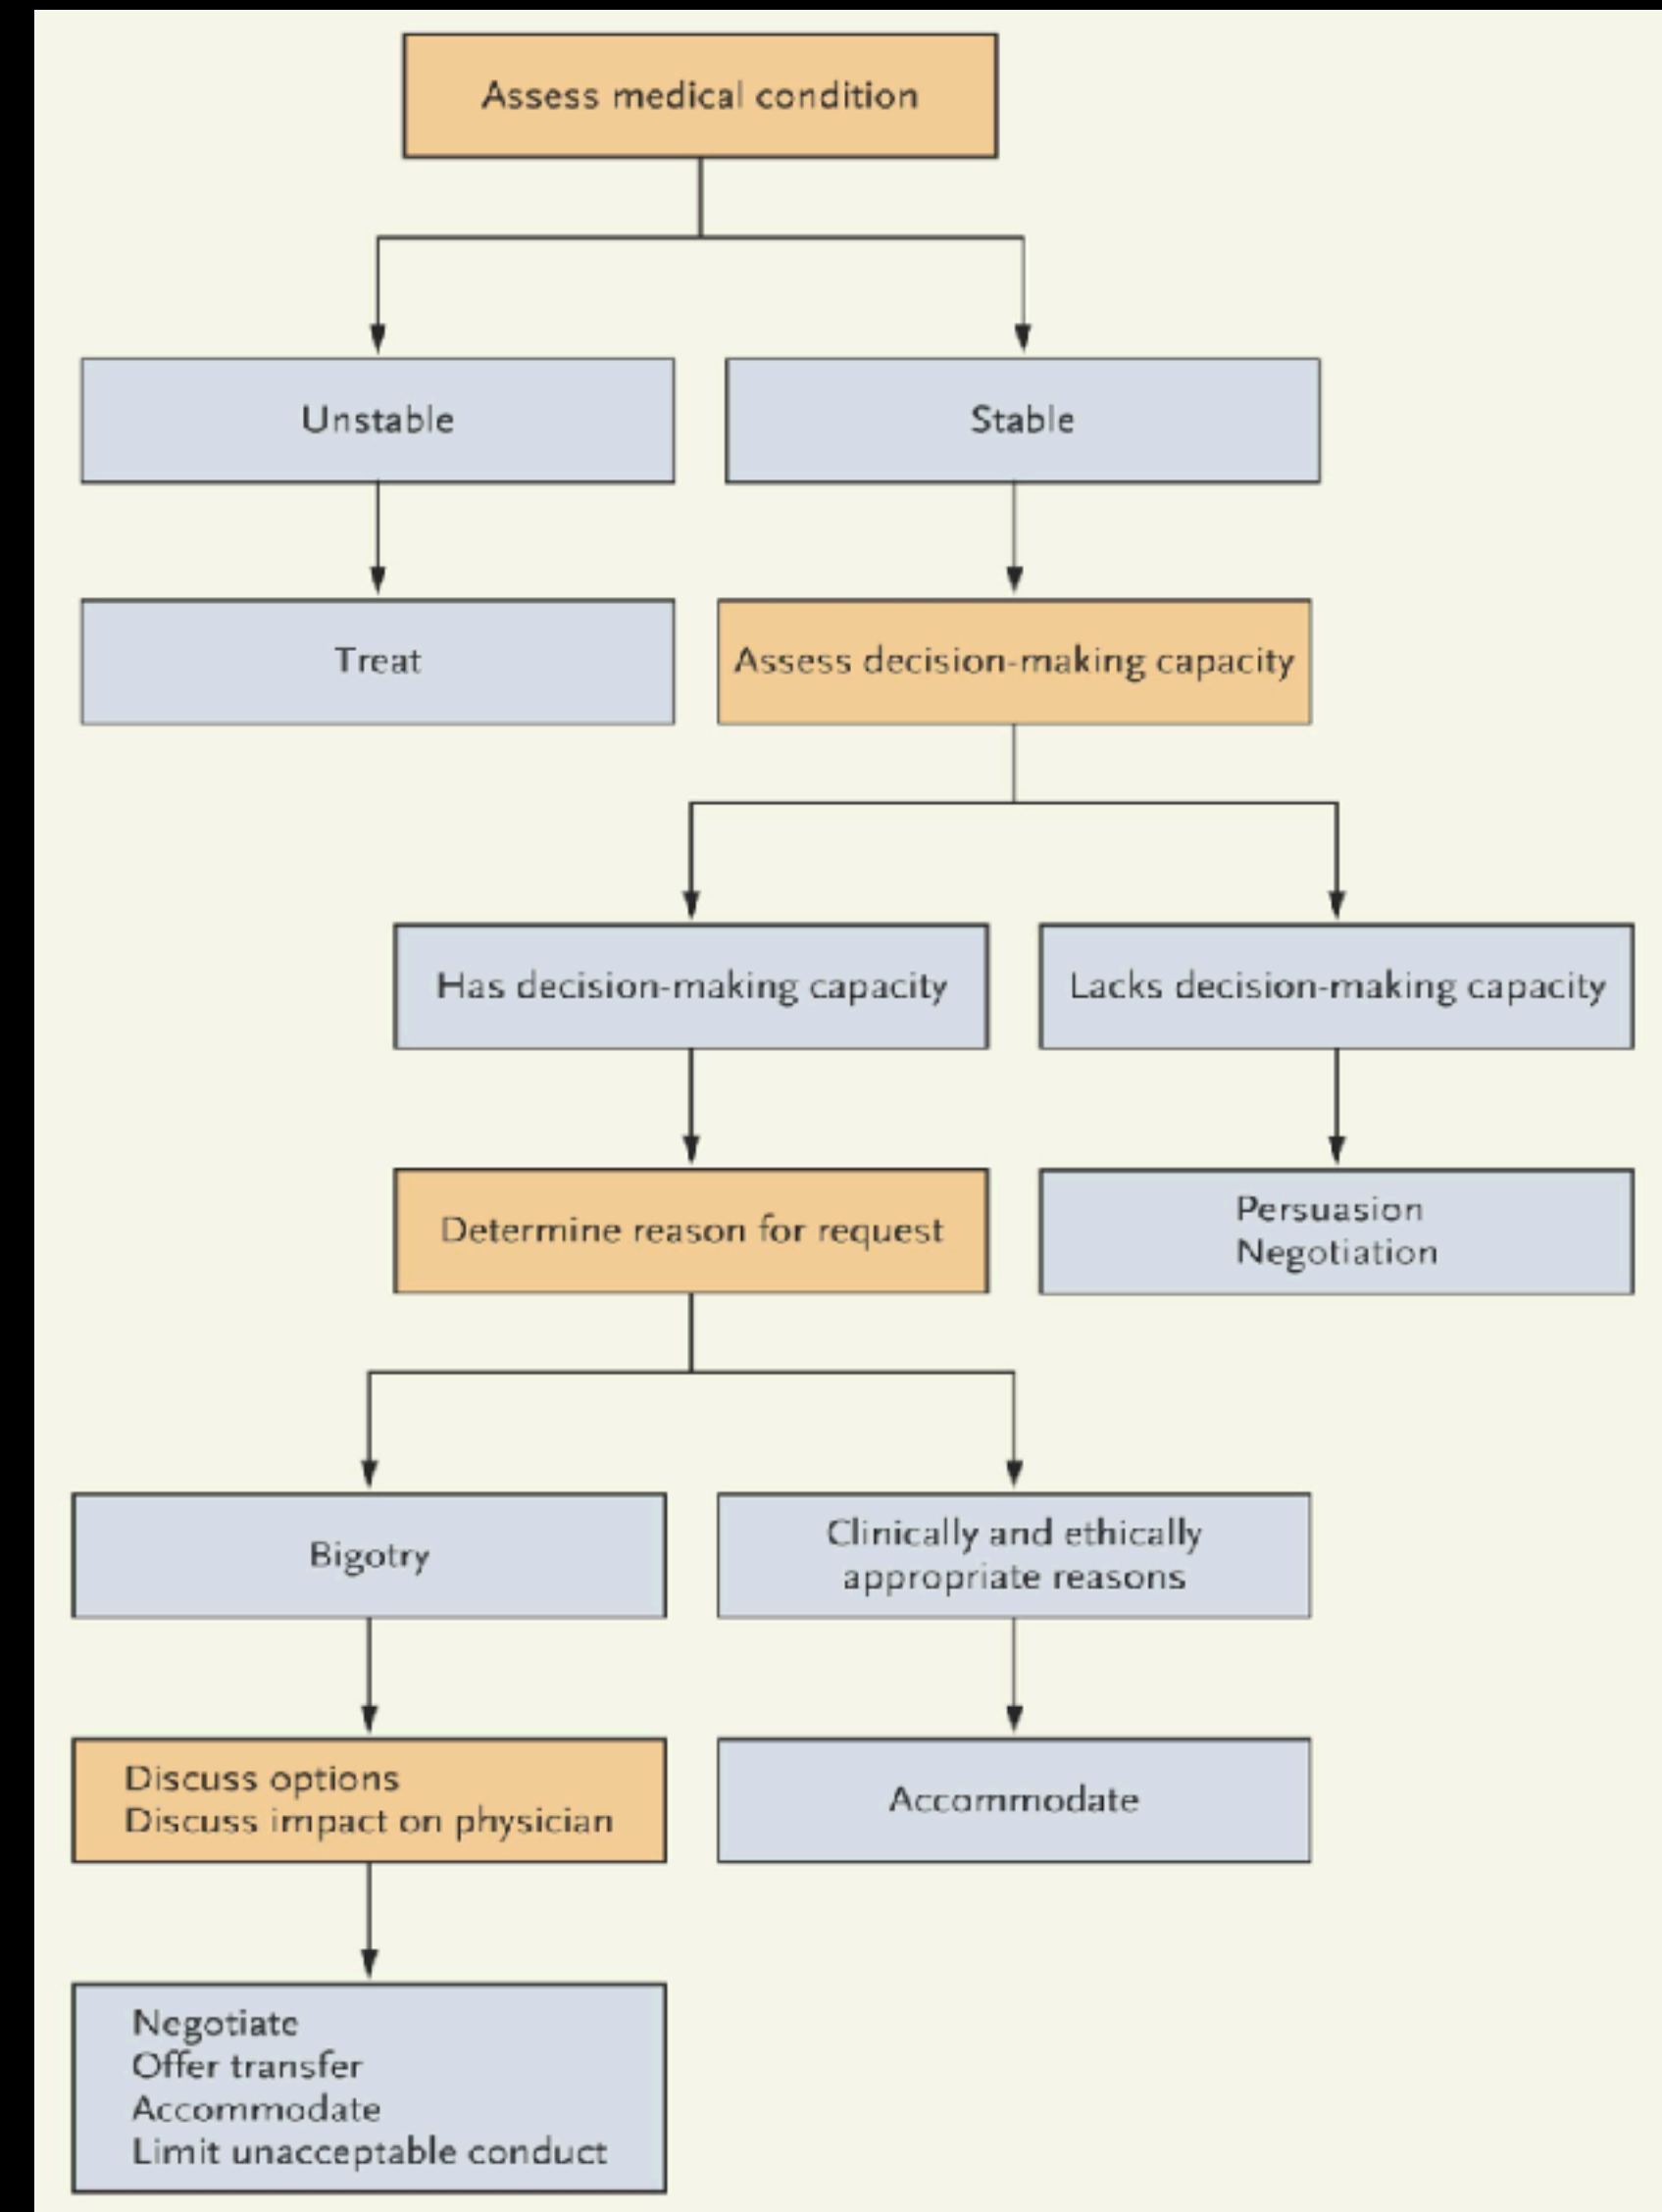 Assess medical condition
Unstable
Stable
Treat
Assess decision-making capacity
Has decision-making capacity
Lacks decision-making capacity
Determine reason for request
Persuasion
Negotiation
Bigotry
Clinically and ethically
appropriate reasons
Discuss options
Discuss impact on physician
Accommodate
Negotiate
Offer transfer
Accommodate
Limit unacceptable conduct